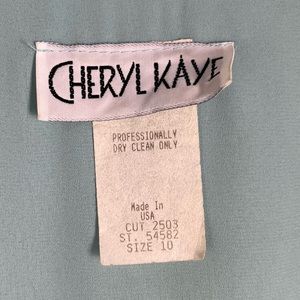 CHERYL KAYE
PROFESSIONALLY
DRY CLEAN ONLY
Made In
USA
CUT 2503
ST. 54582
SIZE 10